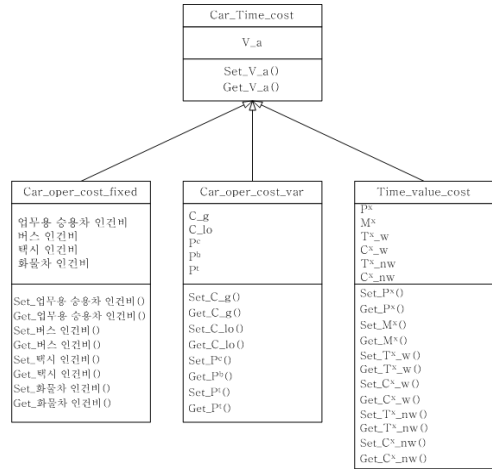 Car_Time_cost
V_a
Set_V_a()
Get_V_a()
Car_oper_cost_fixed
업무용 승용차 인건비
버스 인건비
택시 인건비
화물차 인건비
Set_업무용 승용차 인건비()
Get_업무용 승용차 인건비()
Set_버스 인건비()
Get_버스 인건비()
Set_택시 인건비()
Get_택시 인건비()
Set_화물차 인건비()
Get_화물차 인건비()
Car_oper_cost_var
C_g
C_lo
Pᶜ
Pᵇ
Pᵗ
Set_C_g()
Get_C_g()
Set_C_lo()
Get_C_lo()
Set_Pᶜ()
Get_Pᵇ()
Set_Pᵗ()
Get_Pᵗ()
Time_value_cost
Pˣ
Mˣ
Tˣ_w
Cˣ_w
Tˣ_nw
Cˣ_nw
Set_Pˣ()
Get_Pˣ()
Set_Mˣ()
Get_Mˣ()
Set_Tˣ_w()
Get_Tˣ_w()
Set_Cˣ_w()
Get_Cˣ_w()
Set_Tˣ_nw()
Get_Tˣ_nw()
Set_Cˣ_nw()
Get_Cˣ_nw()